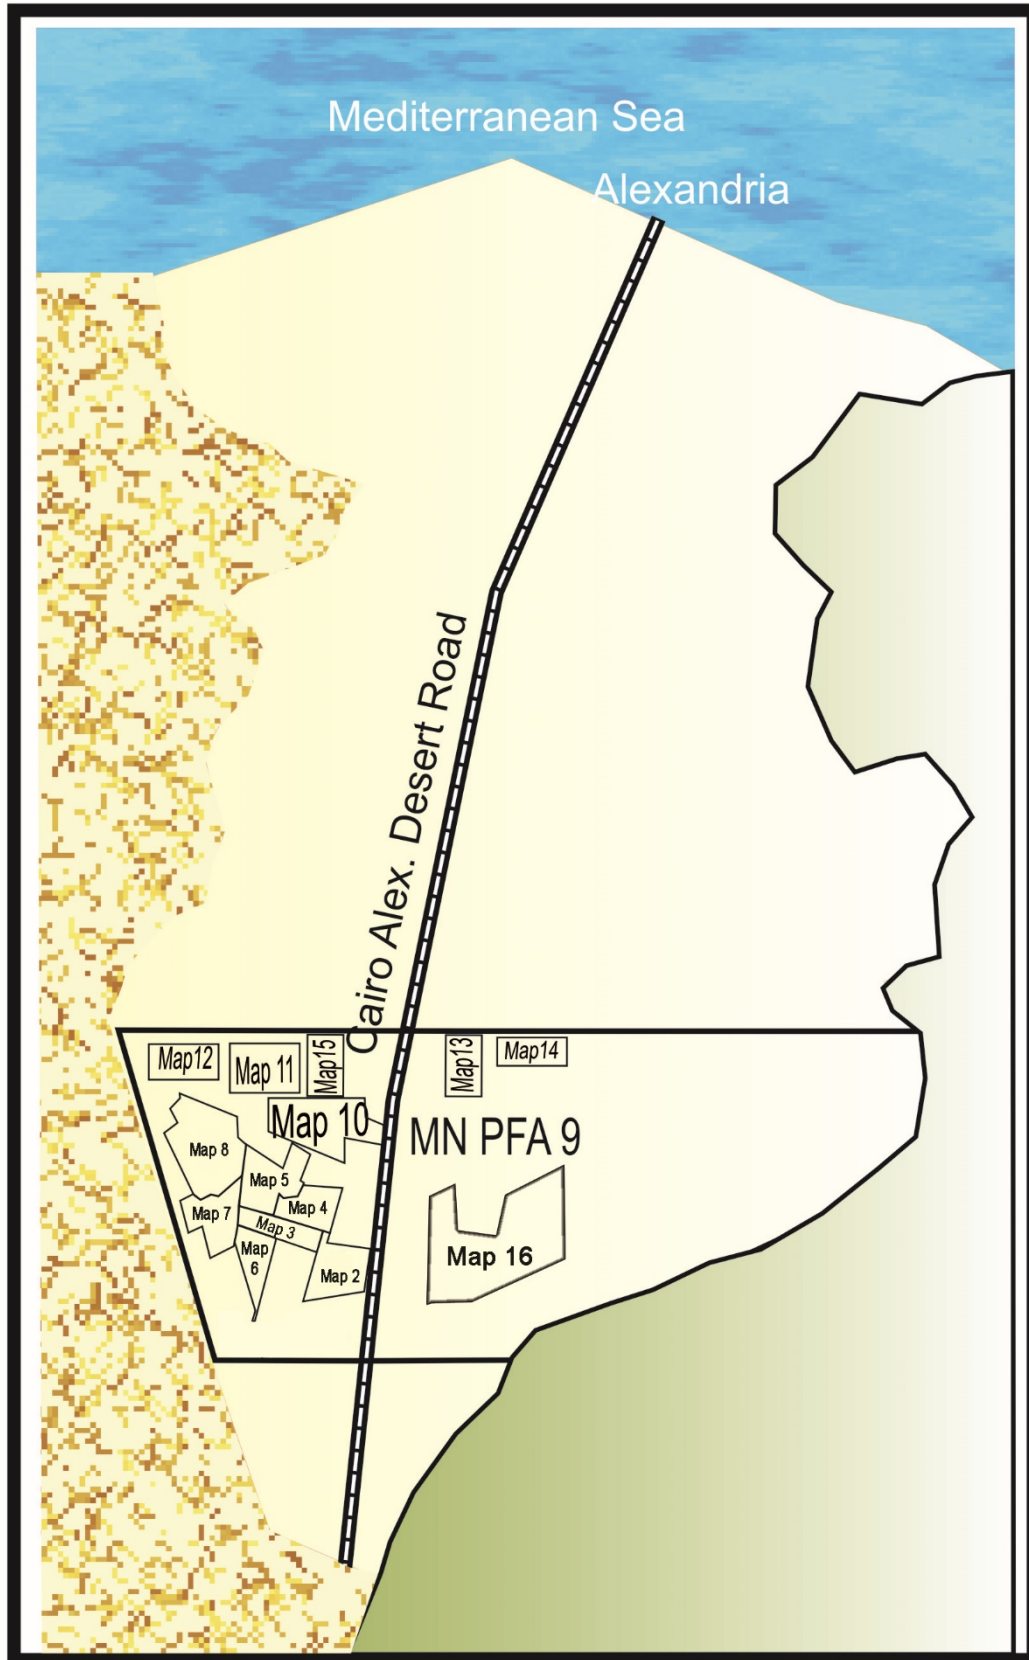 Mediterranean Sea
Alexandria
Cairo Alex. Desert Road
Map12
Map 11
Map15
Map13
Map14
Map 10
MN PFA 9
Map 8
Map 5
Map 7
Map 4
Map 3
Map
6
Map 2
Map 16